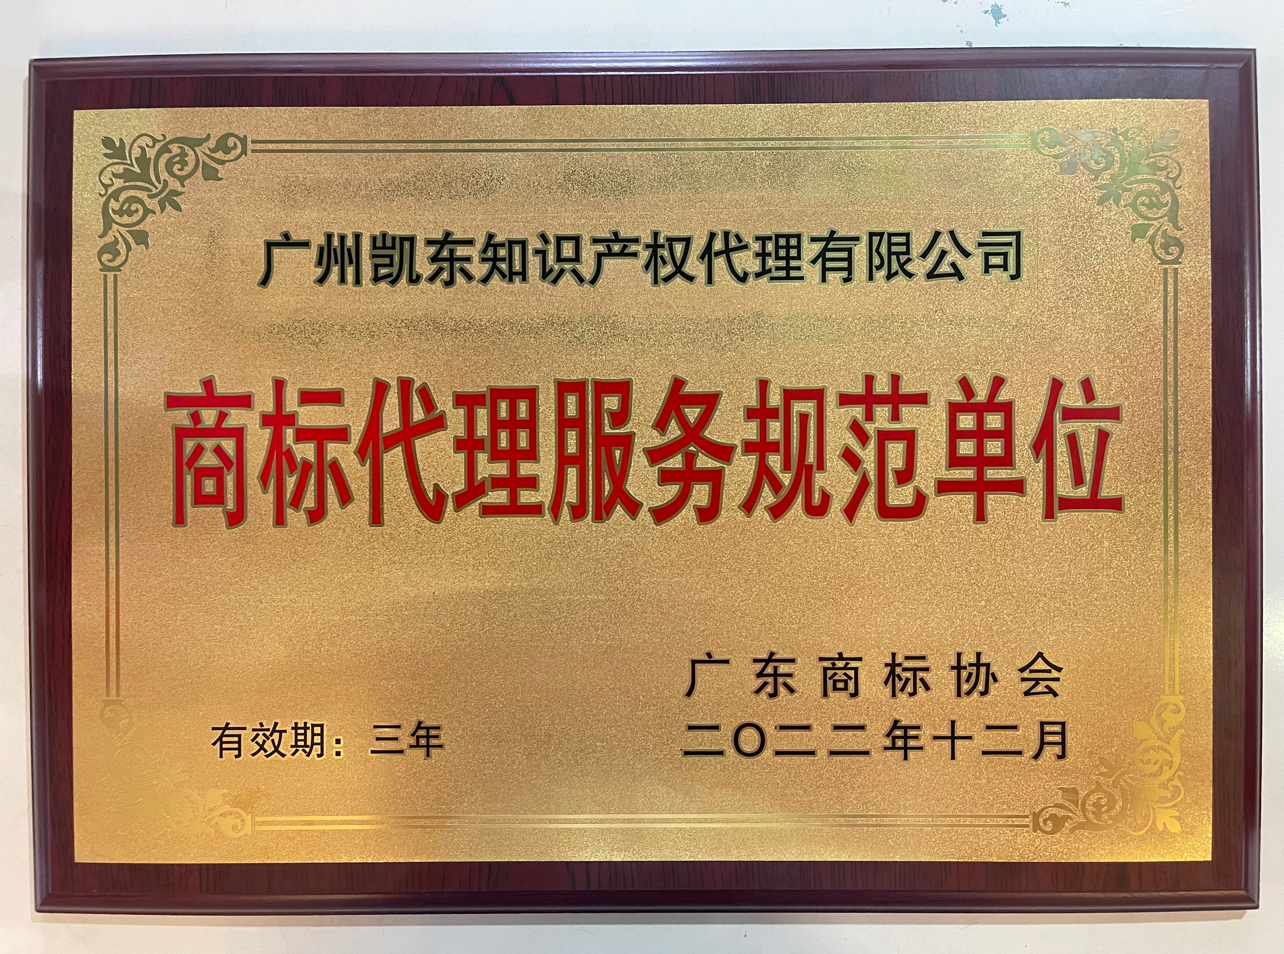 广州凯东知识产权代理有限公司
商标代理服务规范单位
广东商标协会
有效期：三年
二〇二二年十二月